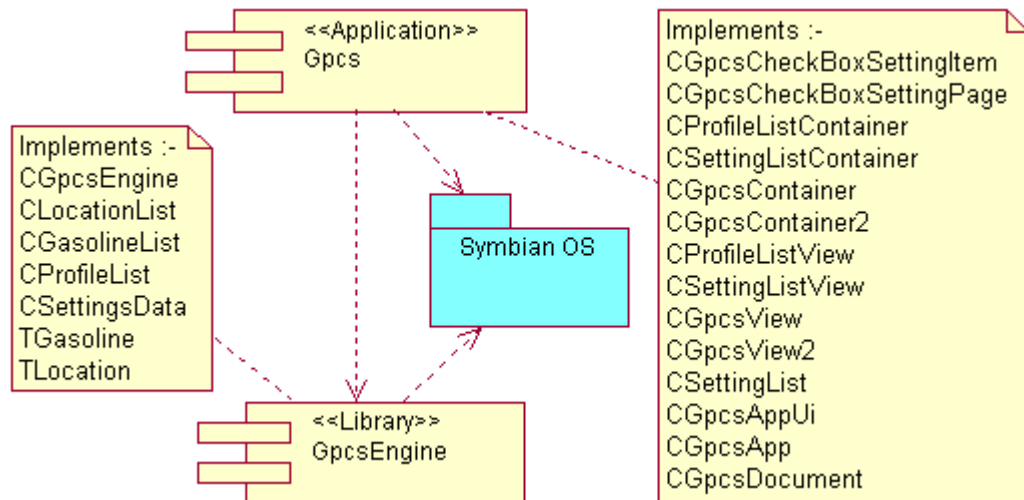 <<Application>>
Gpcs
Implements :-
CGpcsEngine
CLocationList
CGasolineList
CProfileList
CSettingsData
TGasoline
TLocation
Symbian OS
<<Library>>
GpcsEngine
Implements :-
CGpcsCheckBoxSettingItem
CGpcsCheckBoxSettingPage
CProfileListContainer
CSettingListContainer
CGpcsContainer
CGpcsContainer2
CProfileListView
CSettingListView
CGpcsView
CGpcsView2
CSettingList
CGpcsAppUi
CGpcsApp
CGpcsDocument